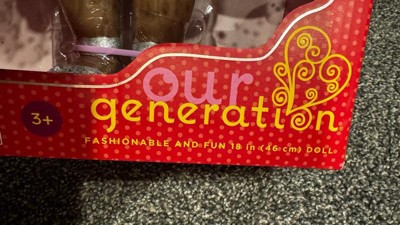 our
generation
3+
FASHIONABLE AND FUN 18 in (46 cm) DOLL